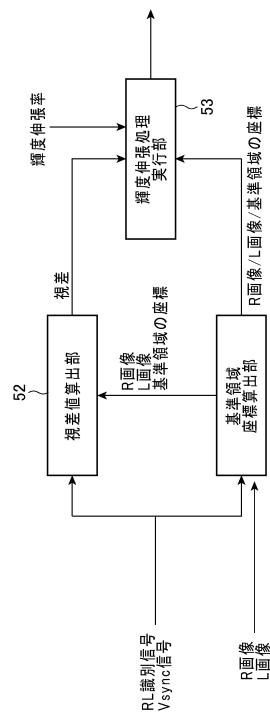 RL識別信号
Vsync信号
R画像
L画像
52
視差値算出部
基準領域
座標算出部
R画像
L画像
基準領域の座標
視差
R画像/L画像/基準領域の座標
輝度伸張率
輝度伸張処理
実行部
53